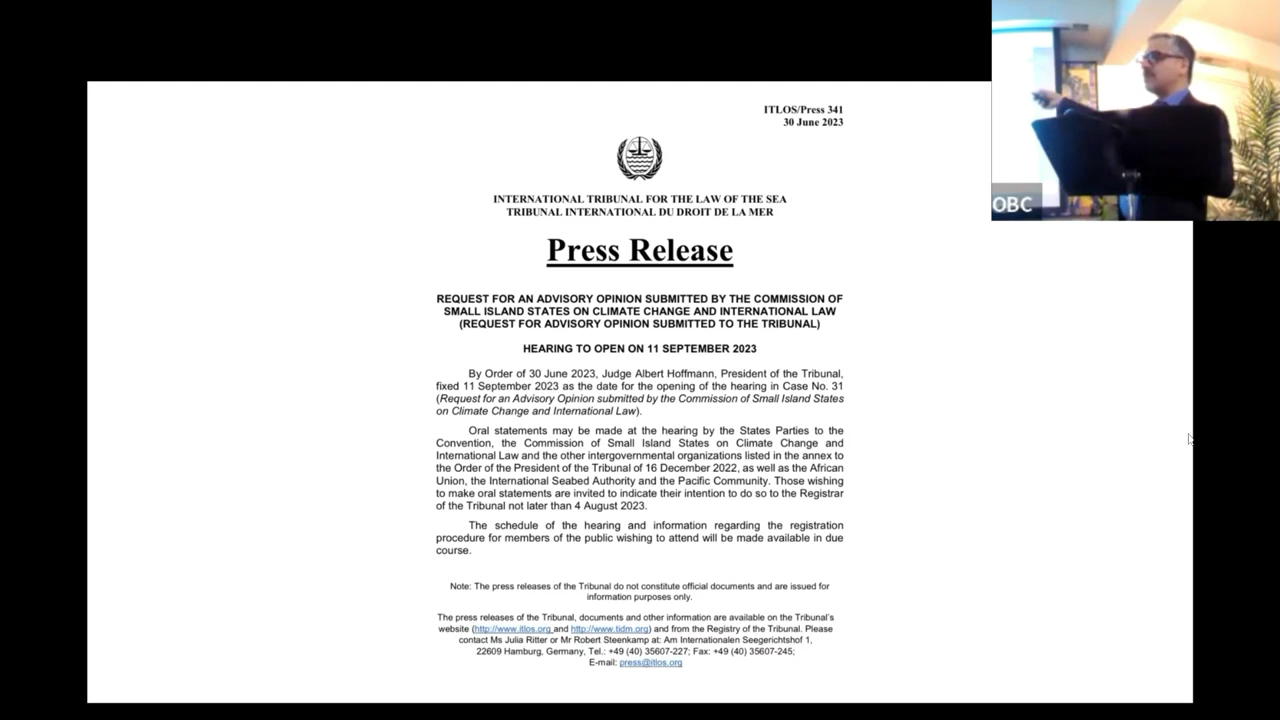 ITLOS/Press 341
30 June 2023
INTERNATIONAL TRIBUNAL FOR THE LAW OF THE SEA
TRIBUNAL INTERNATIONAL DU DROIT DE LA MER
Press Release
REQUEST FOR AN ADVISORY OPINION SUBMITTED BY THE COMMISSION OF
SMALL ISLAND STATES ON CLIMATE CHANGE AND INTERNATIONAL LAW
(REQUEST FOR ADVISORY OPINION SUBMITTED TO THE TRIBUNAL)
HEARING TO OPEN ON 11 SEPTEMBER 2023
By Order of 30 June 2023, Judge Albert Hoffmann, President of the Tribunal,
fixed 11 September 2023 as the date for the opening of the hearing in Case No. 31
(Request for an Advisory Opinion submitted by the Commission of Small Island States
on Climate Change and International Law).
Oral statements may be made at the hearing by the States Parties to the
Convention, the Commission of Small Island States on Climate Change and
International Law and the other intergovernmental organizations listed in the annex to
the Order of the President of the Tribunal of 16 December 2022, as well as the African
Union, the International Seabed Authority and the Pacific Community. Those wishing
to make oral statements are invited to indicate their intention to do so to the Registrar
of the Tribunal not later than 4 August 2023.
The schedule of the hearing and information regarding the registration
procedure for members of the public wishing to attend will be made available in due
course.
Note: The press releases of the Tribunal do not constitute official documents and are issued for
information purposes only.
The press releases of the Tribunal, documents and other information are available on the Tribunal's
website (http://www.itlos.org and http://www.tidm.org) and from the Registry of the Tribunal. Please
contact Ms Julia Ritter or Mr Robert Steenkamp at: Am Internationalen Seegerichtshof 1,
22609 Hamburg, Germany, Tel.: +49 (40) 35607-227; Fax: +49 (40) 35607-245;
E-mail: press@itlos.org
OBC